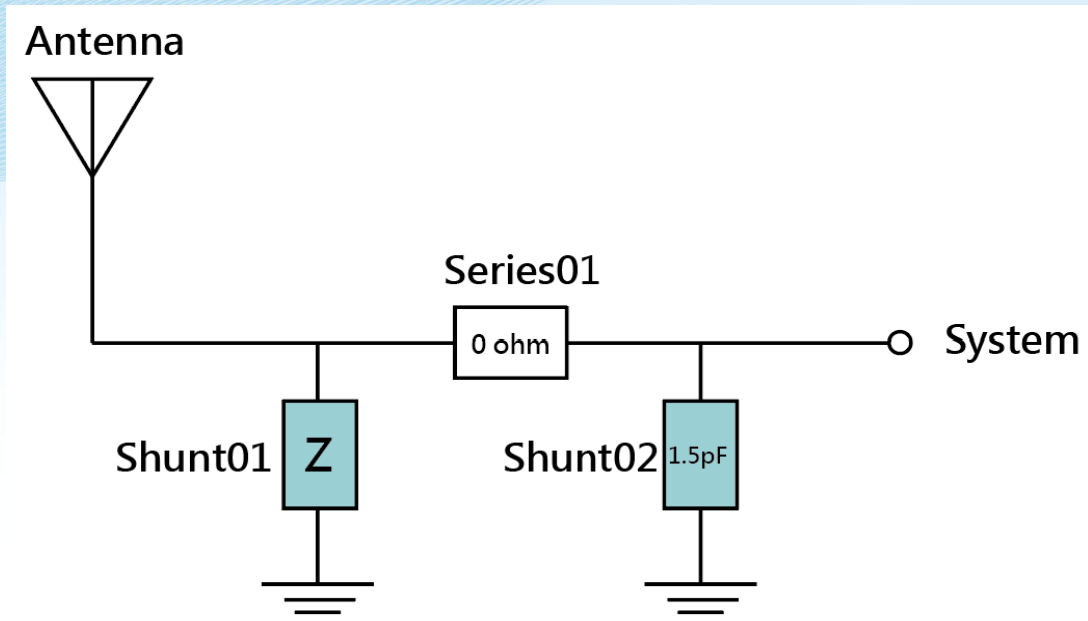 Antenna
Series01
0 ohm
System
Shunt01
Z
Shunt02
1.5pF